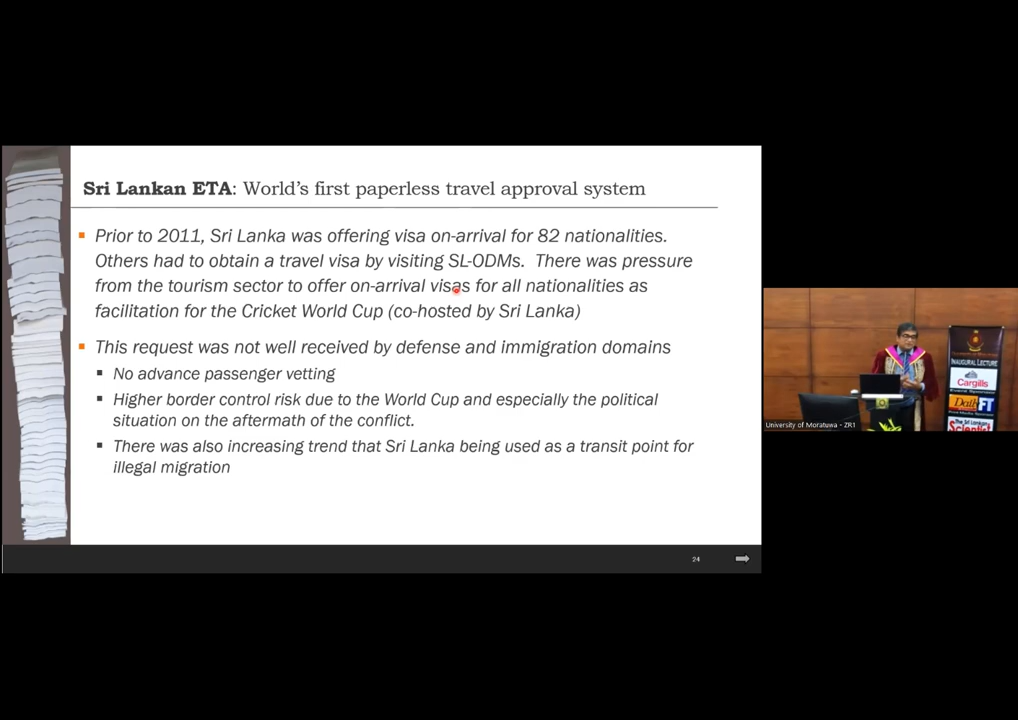 Sri Lankan ETA: World's first paperless travel approval system
Prior to 2011, Sri Lanka was offering visa on-arrival for 82 nationalities.
Others had to obtain a travel visa by visiting SL-ODMs. There was pressure
from the tourism sector to offer on-arrival visas for all nationalities as
facilitation for the Cricket World Cup (co-hosted by Sri Lanka)
This request was not well received by defense and immigration domains
No advance passenger vetting
Higher border control risk due to the World Cup and especially the political
situation on the aftermath of the conflict.
There was also increasing trend that Sri Lanka being used as a transit point for
illegal migration
24
INAUGURAL LECTURE
Cargills
Daily FT
The Sri Lankan
Scientist
University of Moratuwa - ZR1